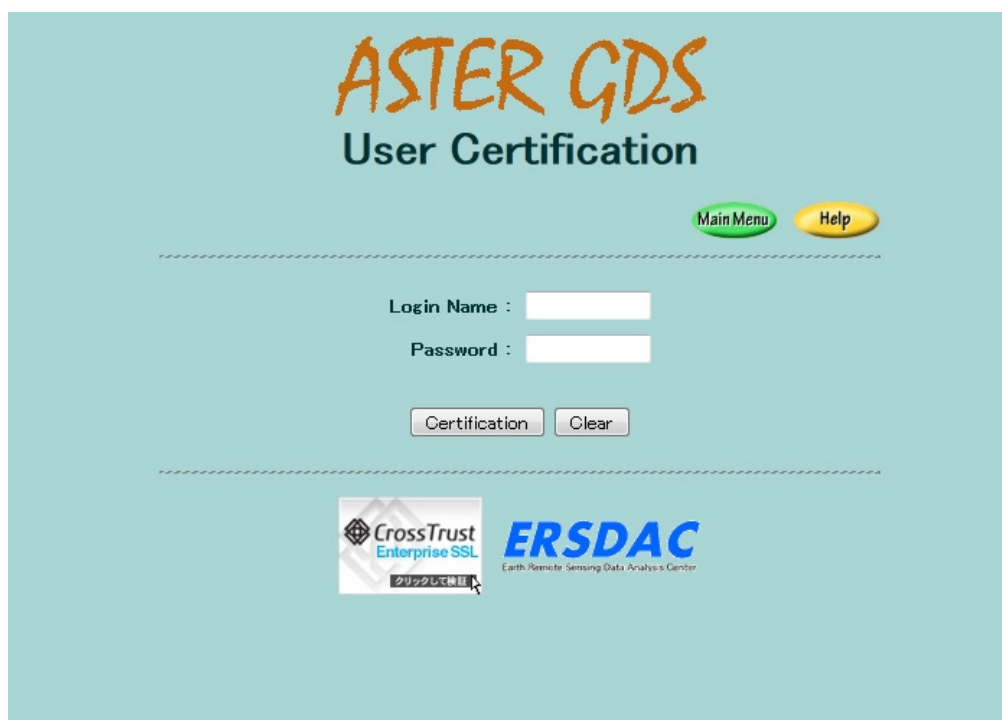 ASTER GDS
User Certification
Main Menu
Help
Login Name :
Password :
Certification
Clear
CrossTrust
Enterprise SSL
クリックして検証
ERSDAC
Earth Remote Sensing Data Analysis Center